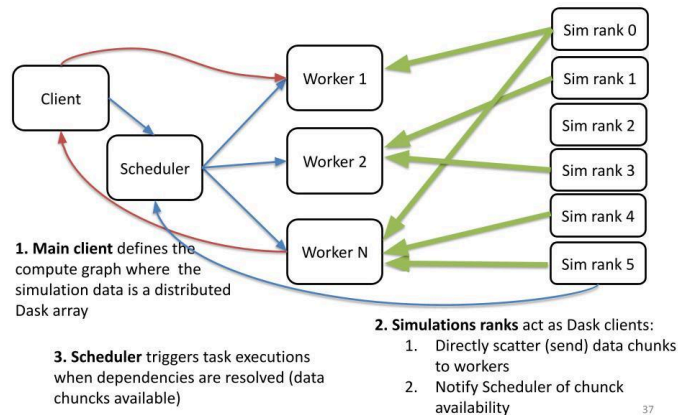 Client
Scheduler
Worker 1
Worker 2
Worker N
Sim rank 0
Sim rank 1
Sim rank 2
Sim rank 3
Sim rank 4
Sim rank 5
1. Main client defines the
compute graph where the
simulation data is a distributed
Dask array
2. Simulations ranks act as Dask clients:
1. Directly scatter (send) data chunks
to workers
2. Notify Scheduler of chunck
availability
3. Scheduler triggers task executions
when dependencies are resolved (data
chuncks available)
37